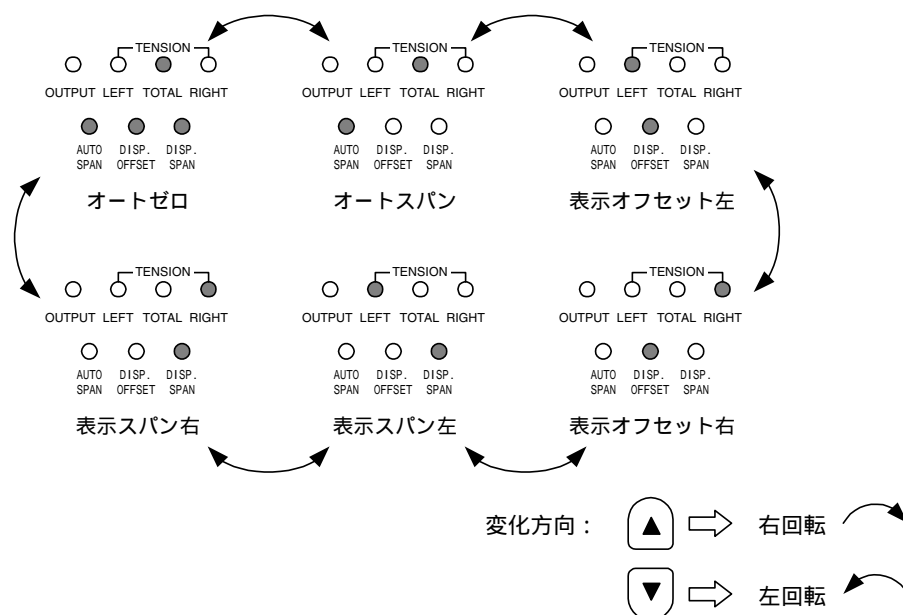 TENSION TENSION TENSION
OUTPUT LEFT TOTAL RIGHT OUTPUT LEFT TOTAL RIGHT OUTPUT LEFT TOTAL RIGHT
AUTO DISP. DISP. AUTO DISP. DISP. AUTO DISP. DISP.
SPAN OFFSET SPAN SPAN OFFSET SPAN SPAN OFFSET SPAN
オートゼロ オートスパン 表示オフセット左
TENSION TENSION TENSION
OUTPUT LEFT TOTAL RIGHT OUTPUT LEFT TOTAL RIGHT OUTPUT LEFT TOTAL RIGHT
AUTO DISP. DISP. AUTO DISP. DISP. AUTO DISP. DISP.
SPAN OFFSET SPAN SPAN OFFSET SPAN SPAN OFFSET SPAN
表示スパン右 表示スパン左 表示オフセット右
変化方向： ▲ ⇨ 右回転
▼ ⇨ 左回転